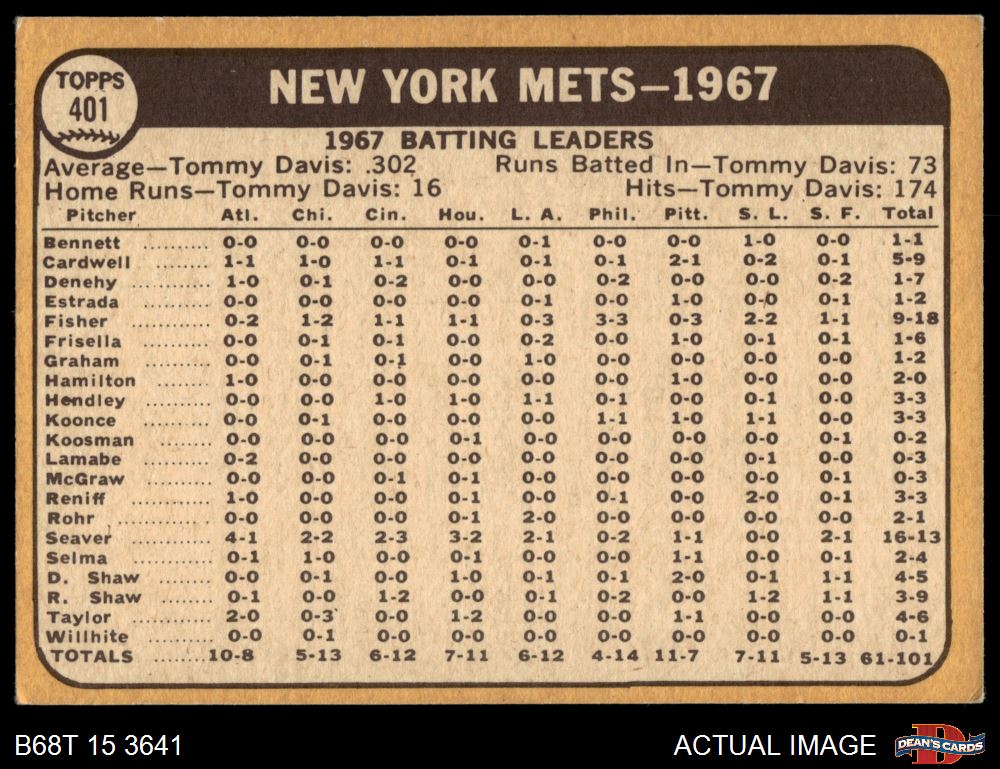 TOPPS
401
NEW YORK METS—1967
1967 BATTING LEADERS
Average—Tommy Davis: .302 Runs Batted In—Tommy Davis: 73
Home Runs—Tommy Davis: 16 Hits—Tommy Davis: 174
Pitcher Atl. Chi. Cin. Hou. L. A. Phil. Pitt. S. L. S. F. Total
Bennett ......... 0-0 0-0 0-0 0-0 0-1 0-0 0-0 1-0 0-0 1-1
Cardwell ........ 1-1 1-0 1-1 0-1 0-1 0-1 2-1 0-2 0-1 5-9
Denehy ........... 1-0 0-1 0-2 0-0 0-0 0-2 0-0 0-0 0-2 1-7
Estrada .......... 0-0 0-0 0-0 0-0 0-1 0-0 1-0 0-0 0-1 1-2
Fisher ............ 0-2 1-2 1-1 1-1 0-3 3-3 0-3 2-2 1-1 9-18
Frisella .......... 0-0 0-1 0-1 0-0 0-2 0-0 1-0 0-1 0-1 1-6
Graham .......... 0-0 0-1 0-1 0-0 1-0 0-0 0-0 0-0 0-0 1-2
Hamilton ........ 1-0 0-0 0-0 0-0 0-0 0-0 1-0 0-0 0-0 2-0
Hendley ......... 0-0 0-0 1-0 1-0 1-1 0-1 0-0 0-1 0-0 3-3
Koonce ........... 0-0 0-1 0-0 0-0 0-0 1-1 1-0 1-1 0-0 3-3
Koosman ........ 0-0 0-0 0-0 0-1 0-0 0-0 0-0 0-0 0-1 0-2
Lamabe .......... 0-2 0-1 0-0 0-0 0-0 0-0 0-0 0-0 0-0 0-3
McGraw .......... 0-0 0-0 0-1 0-1 0-0 0-0 0-0 0-0 0-1 0-3
Reniff ............ 1-0 0-0 0-0 0-1 0-0 0-1 0-0 2-0 0-1 3-3
Rohr .............. 0-0 0-0 0-0 0-1 2-0 0-0 0-0 0-0 0-0 2-1
Seaver ............ 4-1 2-2 2-3 3-2 2-1 0-2 1-1 0-0 2-1 16-13
Selma ............ 0-1 1-0 0-0 0-1 0-0 0-0 1-1 0-0 0-1 2-4
D. Shaw ........ 0-0 0-1 0-0 1-0 0-1 0-1 2-0 0-1 1-1 4-5
R. Shaw ........ 0-1 0-0 1-2 0-0 0-1 0-2 0-0 1-2 1-1 3-9
Taylor ............ 2-0 0-3 0-0 1-2 0-0 0-0 1-1 0-0 0-0 4-6
Willhite ......... 0-0 0-1 0-0 0-0 0-0 0-0 0-0 0-0 0-0 0-1
TOTALS ........10-8 5-13 6-12 7-11 6-12 4-14 11-7 7-11 5-13 61-101
B68T 15 3641 ACTUAL IMAGE DEAN'S CARDS